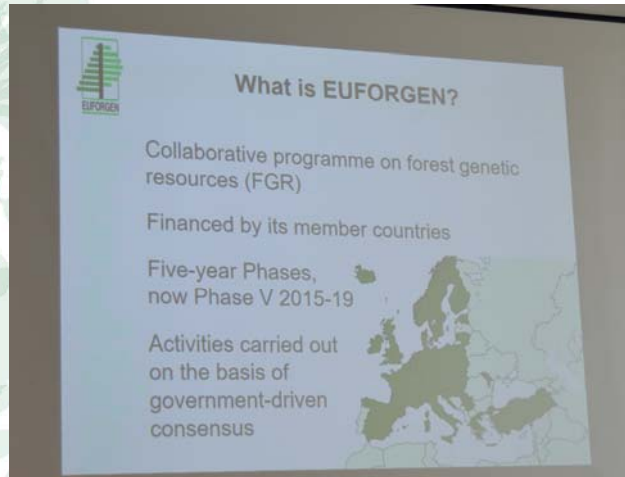 EUFORGEN
What is EUFORGEN?
Collaborative programme on forest genetic
resources (FGR)
Financed by its member countries
Five-year Phases,
now Phase V 2015-19
Activities carried out
on the basis of
government-driven
consensus